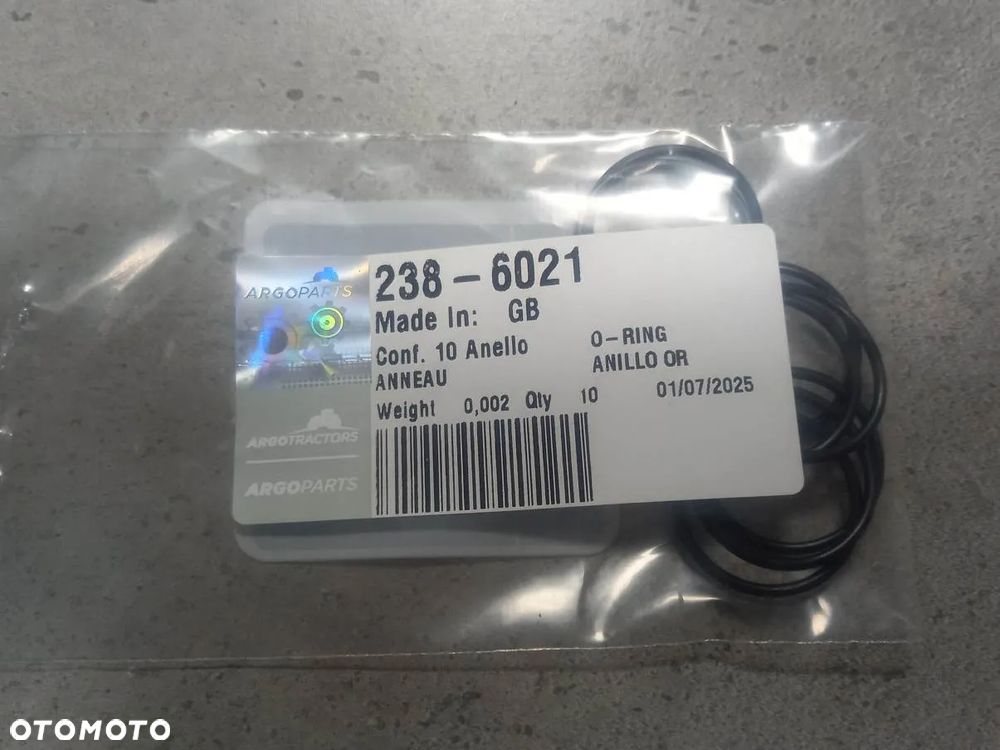 ARGOPARTS
238-6021
Made In: GB
Conf. 10 Anello O-RING
ANNEAU ANILLO OR
Weight 0,002 Qty 10 01/07/2025
ARGOTRACTORS
ARGOPARTS
OTOMOTO